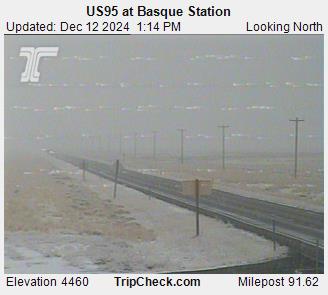 US95 at Basque Station
Updated: Dec 12 2024 1:14 PM Looking North
Elevation 4460 TripCheck.com Milepost 91.62